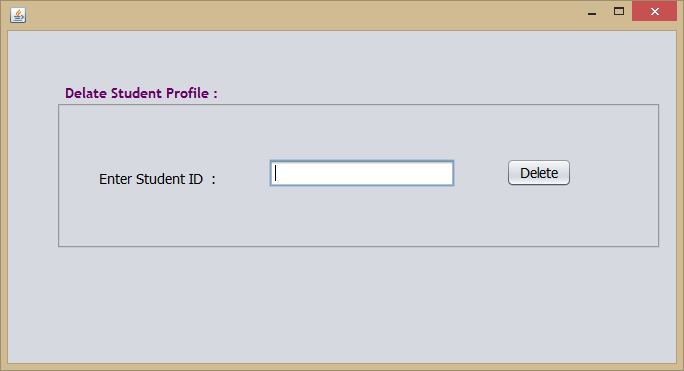 Delate Student Profile :
Enter Student ID  :
Delete